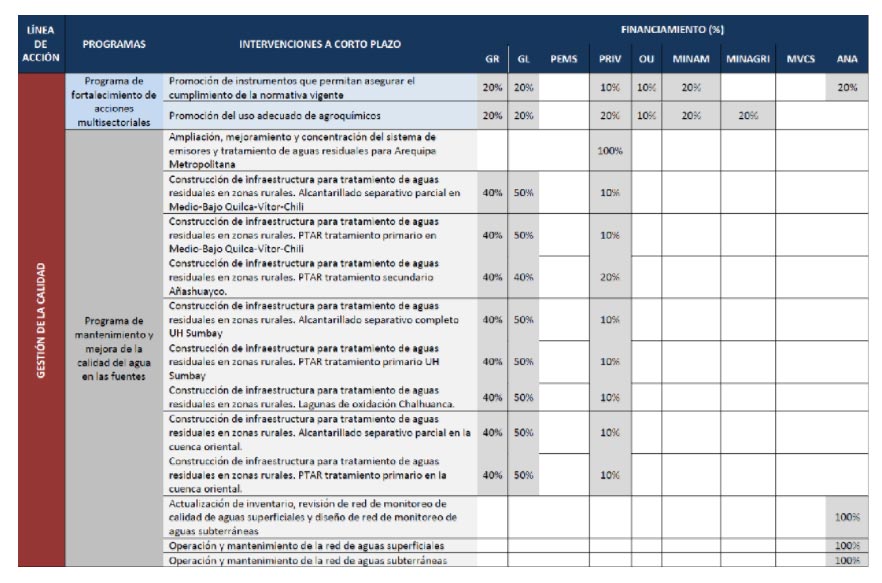 LÍNEA DE ACCIÓN
PROGRAMAS
INTERVENCIONES A CORTO PLAZO
FINANCIAMIENTO (%)
GR GL PEMS PRIV OU MINAM MINAGRI MVCS ANA
GESTIÓN DE LA CALIDAD
Programa de
fortalecimiento de
acciones
multisectoriales
Promoción de instrumentos que permitan asegurar el
cumplimiento de la normativa vigente
20% 20% 10% 10% 20% 20%
Promoción del uso adecuado de agroquímicos
20% 20% 20% 10% 20% 20%
Programa de
mantenimiento y
mejora de la
calidad del agua
en las fuentes
Ampliación, mejoramiento y concentración del sistema de
emisores y tratamiento de aguas residuales para Arequipa
Metropolitana
100%
Construcción de infraestructura para tratamiento de aguas
residuales en zonas rurales. Alcantarillado separativo parcial en
Medio-Bajo Quilca-Vitor-Chili
40% 50% 10%
Construcción de infraestructura para tratamiento de aguas
residuales en zonas rurales. PTAR tratamiento primario en
Medio-Bajo Quilca-Vitor-Chili
40% 50% 10%
Construcción de infraestructura para tratamiento de aguas
residuales en zonas rurales. PTAR tratamiento secundario
Añashuayco.
40% 40% 20%
Construcción de infraestructura para tratamiento de aguas
residuales en zonas rurales. Alcantarillado separativo completo
UH Sumbay
40% 50% 10%
Construcción de infraestructura para tratamiento de aguas
residuales en zonas rurales. PTAR tratamiento primario UH
Sumbay
40% 50% 10%
Construcción de infraestructura para tratamiento de aguas
residuales en zonas rurales. Lagunas de oxidación Chalhuanca.
40% 50% 10%
Construcción de infraestructura para tratamiento de aguas
residuales en zonas rurales. Alcantarillado separativo parcial en la
cuenca oriental.
40% 50% 10%
Construcción de infraestructura para tratamiento de aguas
residuales en zonas rurales. PTAR tratamiento primario en la
cuenca oriental.
40% 50% 10%
Actualización de inventario, revisión de red de monitoreo de
calidad de aguas superficiales y diseño de red de monitoreo de
aguas subterráneas
100%
Operación y mantenimiento de la red de aguas superficiales
100%
Operación y mantenimiento de la red de aguas subterráneas
100%